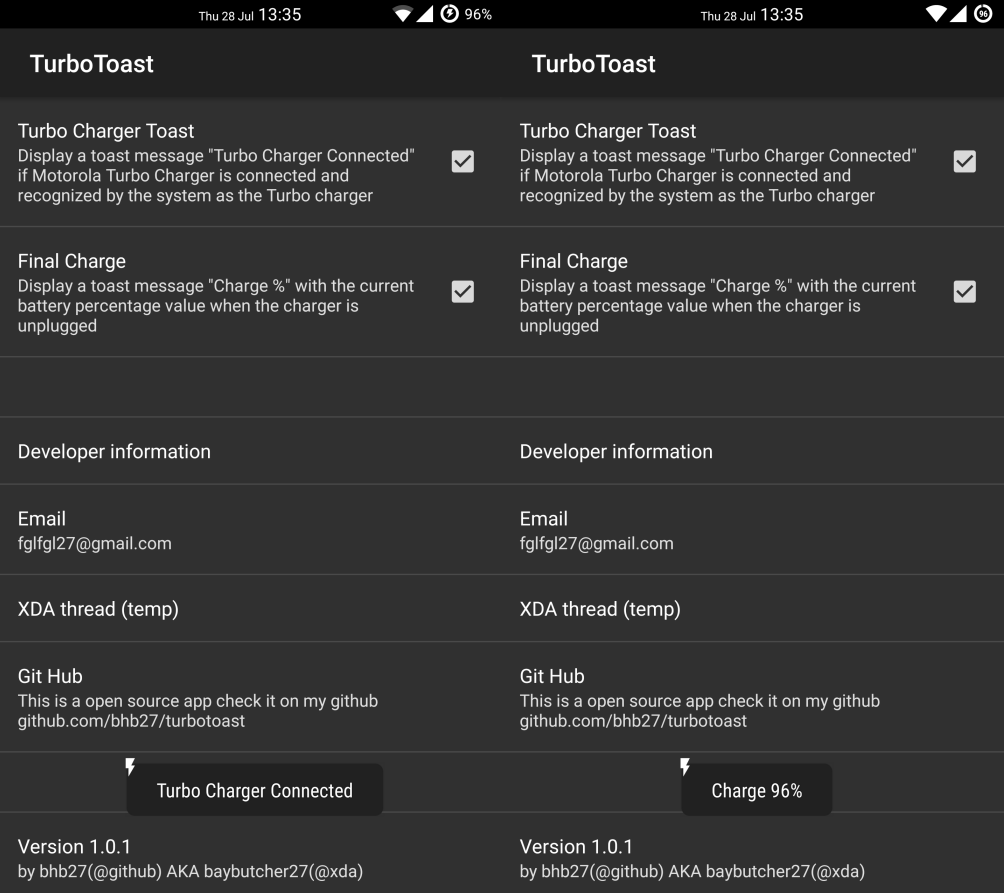 Thu 28 Jul 13:35
96%
TurboToast
Turbo Charger Toast
Display a toast message "Turbo Charger Connected"
if Motorola Turbo Charger is connected and
recognized by the system as the Turbo charger
Final Charge
Display a toast message "Charge %" with the current
battery percentage value when the charger is
unplugged
Developer information
Email
fglfgl27@gmail.com
XDA thread (temp)
Git Hub
This is a open source app check it on my github
github.com/bhb27/turbotoast
Turbo Charger Connected
Version 1.0.1
by bhb27(@github) AKA baybutcher27(@xda)
Thu 28 Jul 13:35
96
TurboToast
Turbo Charger Toast
Display a toast message "Turbo Charger Connected"
if Motorola Turbo Charger is connected and
recognized by the system as the Turbo charger
Final Charge
Display a toast message "Charge %" with the current
battery percentage value when the charger is
unplugged
Developer information
Email
fglfgl27@gmail.com
XDA thread (temp)
Git Hub
This is a open source app check it on my github
github.com/bhb27/turbotoast
Charge 96%
Version 1.0.1
by bhb27(@github) AKA baybutcher27(@xda)